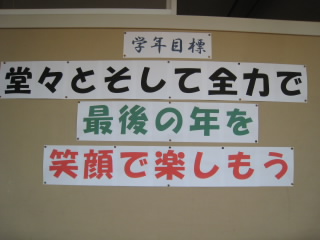 学年目標
堂々とそして全力で
最後の年を
笑顔で楽しもう